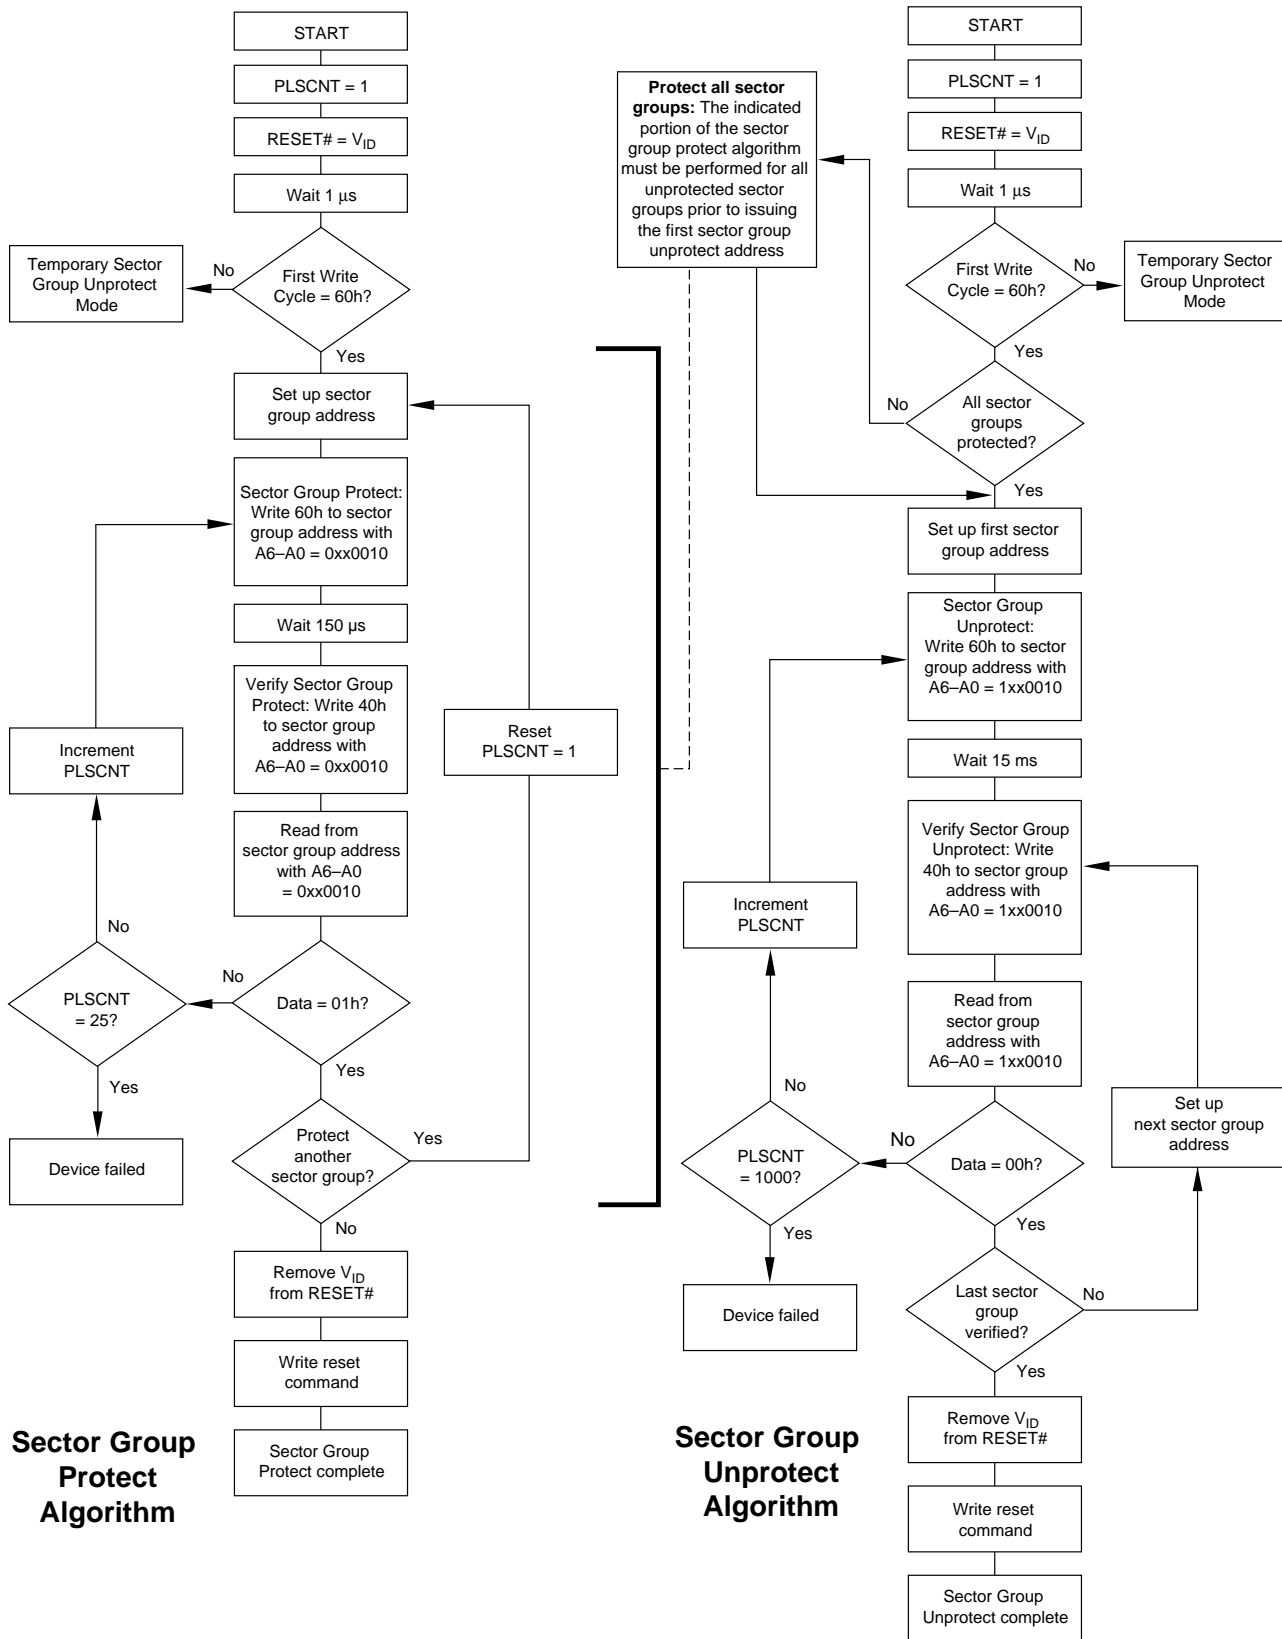 START
PLSCNT = 1
RESET# = VID
Wait 1 μs
First Write
Cycle = 60h?
No
Temporary Sector
Group Unprotect
Mode
Yes
Set up sector
group address
Sector Group Protect:
Write 60h to sector
group address with
A6–A0 = 0xx0010
Wait 150 µs
Verify Sector Group
Protect: Write 40h
to sector group
address with
A6–A0 = 0xx0010
Read from
sector group address
with A6–A0
= 0xx0010
Data = 01h?
No
PLSCNT
= 25?
No
Increment
PLSCNT
Yes
Device failed
Yes
Protect
another
sector group?
Yes
Reset
PLSCNT = 1
No
Remove VID
from RESET#
Write reset
command
Sector Group
Protect complete
Sector Group
Protect
Algorithm
START
PLSCNT = 1
RESET# = VID
Wait 1 μs
First Write
Cycle = 60h?
No
Temporary Sector
Group Unprotect
Mode
Yes
All sector
groups
protected?
No
Protect all sector
groups: The indicated
portion of the sector
group protect algorithm
must be performed for all
unprotected sector
groups prior to issuing
the first sector group
unprotect address
Yes
Set up first sector
group address
Sector Group
Unprotect:
Write 60h to sector
group address with
A6–A0 = 1xx0010
Wait 15 ms
Verify Sector Group
Unprotect: Write
40h to sector group
address with
A6–A0 = 1xx0010
Read from
sector group
address with
A6–A0 = 1xx0010
Data = 00h?
No
PLSCNT
= 1000?
No
Increment
PLSCNT
Yes
Device failed
Yes
Last sector
group
verified?
No
Set up
next sector group
address
Yes
Remove VID
from RESET#
Write reset
command
Sector Group
Unprotect complete
Sector Group
Unprotect
Algorithm